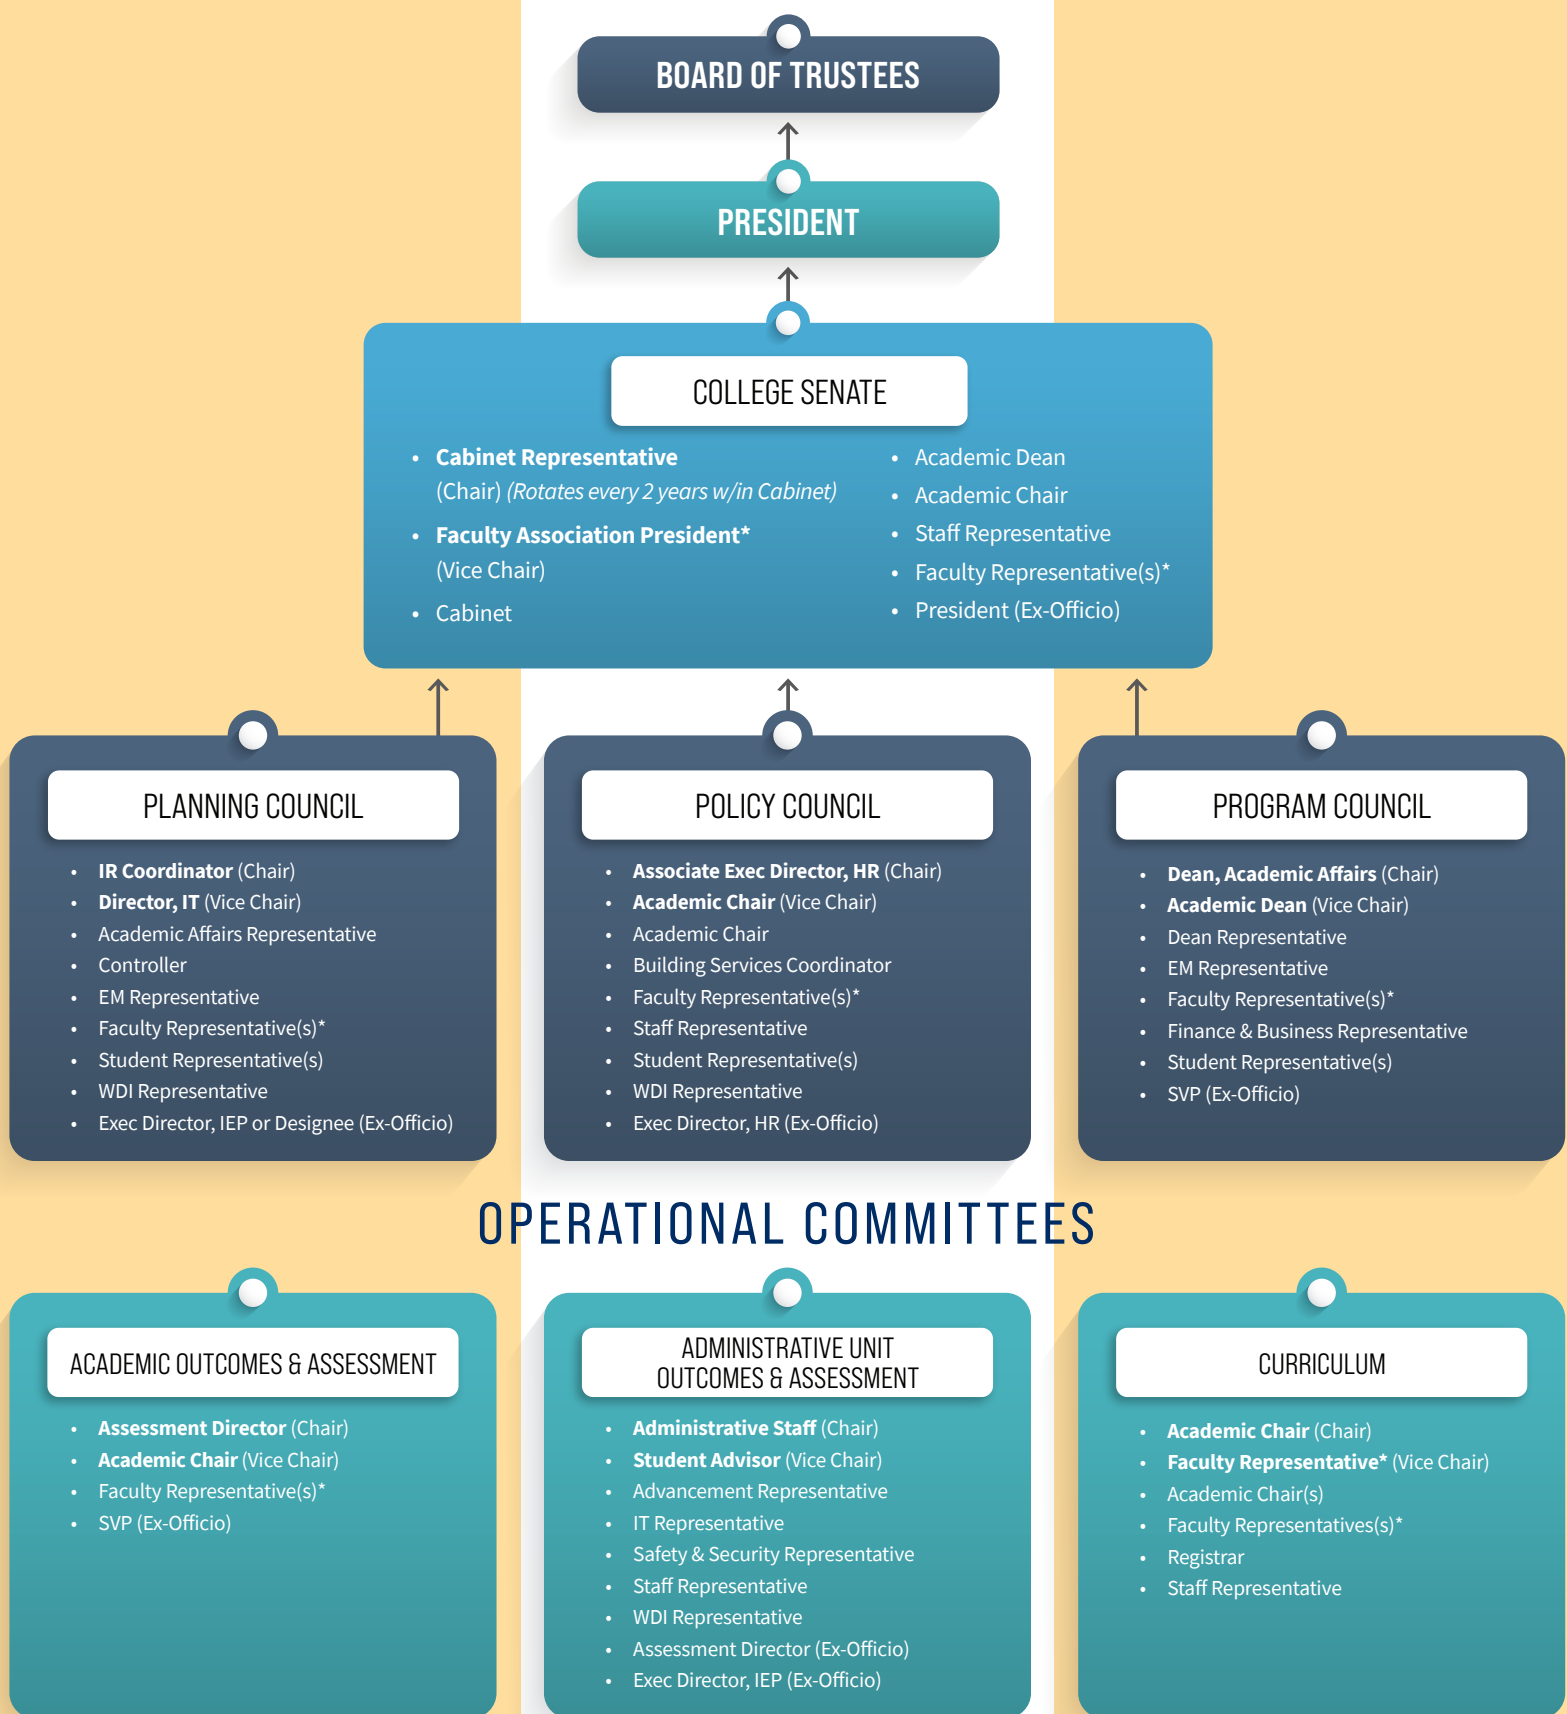 BOARD OF TRUSTEES
PRESIDENT
COLLEGE SENATE
• Cabinet Representative
(Chair) (Rotates every 2 years w/in Cabinet)
• Faculty Association President*
(Vice Chair)
• Cabinet
• Academic Dean
• Academic Chair
• Staff Representative
• Faculty Representative(s)*
• President (Ex-Officio)
PLANNING COUNCIL
• IR Coordinator (Chair)
• Director, IT (Vice Chair)
• Academic Affairs Representative
• Controller
• EM Representative
• Faculty Representative(s)*
• Student Representative(s)
• WDI Representative
• Exec Director, IEP or Designee (Ex-Officio)
POLICY COUNCIL
• Associate Exec Director, HR (Chair)
• Academic Chair (Vice Chair)
• Academic Chair
• Building Services Coordinator
• Faculty Representative(s)*
• Staff Representative
• Student Representative(s)
• WDI Representative
• Exec Director, HR (Ex-Officio)
PROGRAM COUNCIL
• Dean, Academic Affairs (Chair)
• Academic Dean (Vice Chair)
• Dean Representative
• EM Representative
• Faculty Representative(s)*
• Finance & Business Representative
• Student Representative(s)
• SVP (Ex-Officio)
OPERATIONAL COMMITTEES
ACADEMIC OUTCOMES & ASSESSMENT
• Assessment Director (Chair)
• Academic Chair (Vice Chair)
• Faculty Representative(s)*
• SVP (Ex-Officio)
ADMINISTRATIVE UNIT
OUTCOMES & ASSESSMENT
• Administrative Staff (Chair)
• Student Advisor (Vice Chair)
• Advancement Representative
• IT Representative
• Safety & Security Representative
• Staff Representative
• WDI Representative
• Assessment Director (Ex-Officio)
• Exec Director, IEP (Ex-Officio)
CURRICULUM
• Academic Chair (Chair)
• Faculty Representative* (Vice Chair)
• Academic Chair(s)
• Faculty Representatives(s)*
• Registrar
• Staff Representative